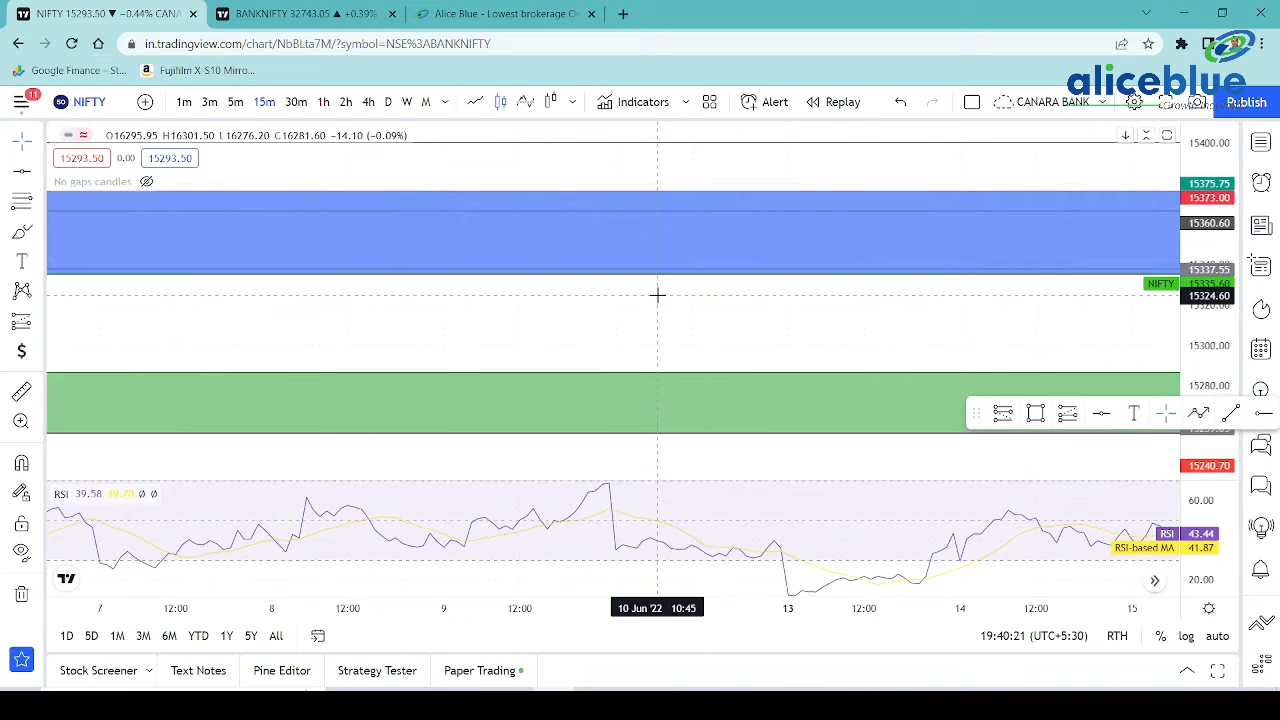 NIFTY 15293.50 ▼ −0.44% CANA
BANKNIFTY 32743.05 ▲ +0.39%
Alice Blue - Lowest brokerage O
in.tradingview.com/chart/NbBLta7M/?symbol=NSE%3ABANKNIFTY
Google Finance – St...
Fujifilm X-S10 Mirro...
aliceblue
11
50 NIFTY
1m 3m 5m 15m 30m 1h 2h 4h D W M
Indicators
Alert
Replay
CANARA BANK
Publish
O16295.95 H16301.50 L16276.20 C16281.60 −14.10 (−0.09%)
15400.00
15293.50 0.00 15293.50
No gaps candles
15375.75
15373.00
15360.60
15337.55
NIFTY 15335.60
15324.60
15300.00
15280.00
15240.70
RSI 39.58 49.70 Ø Ø
60.00
RSI 43.44
RSI-based MA 41.87
20.00
7 12:00 8 12:00 9 12:00 10 Jun '22 10:45 13 12:00 14 12:00 15
1D 5D 1M 3M 6M YTD 1Y 5Y All
19:40:21 (UTC+5:30) RTH % log auto
Stock Screener Text Notes Pine Editor Strategy Tester Paper Trading